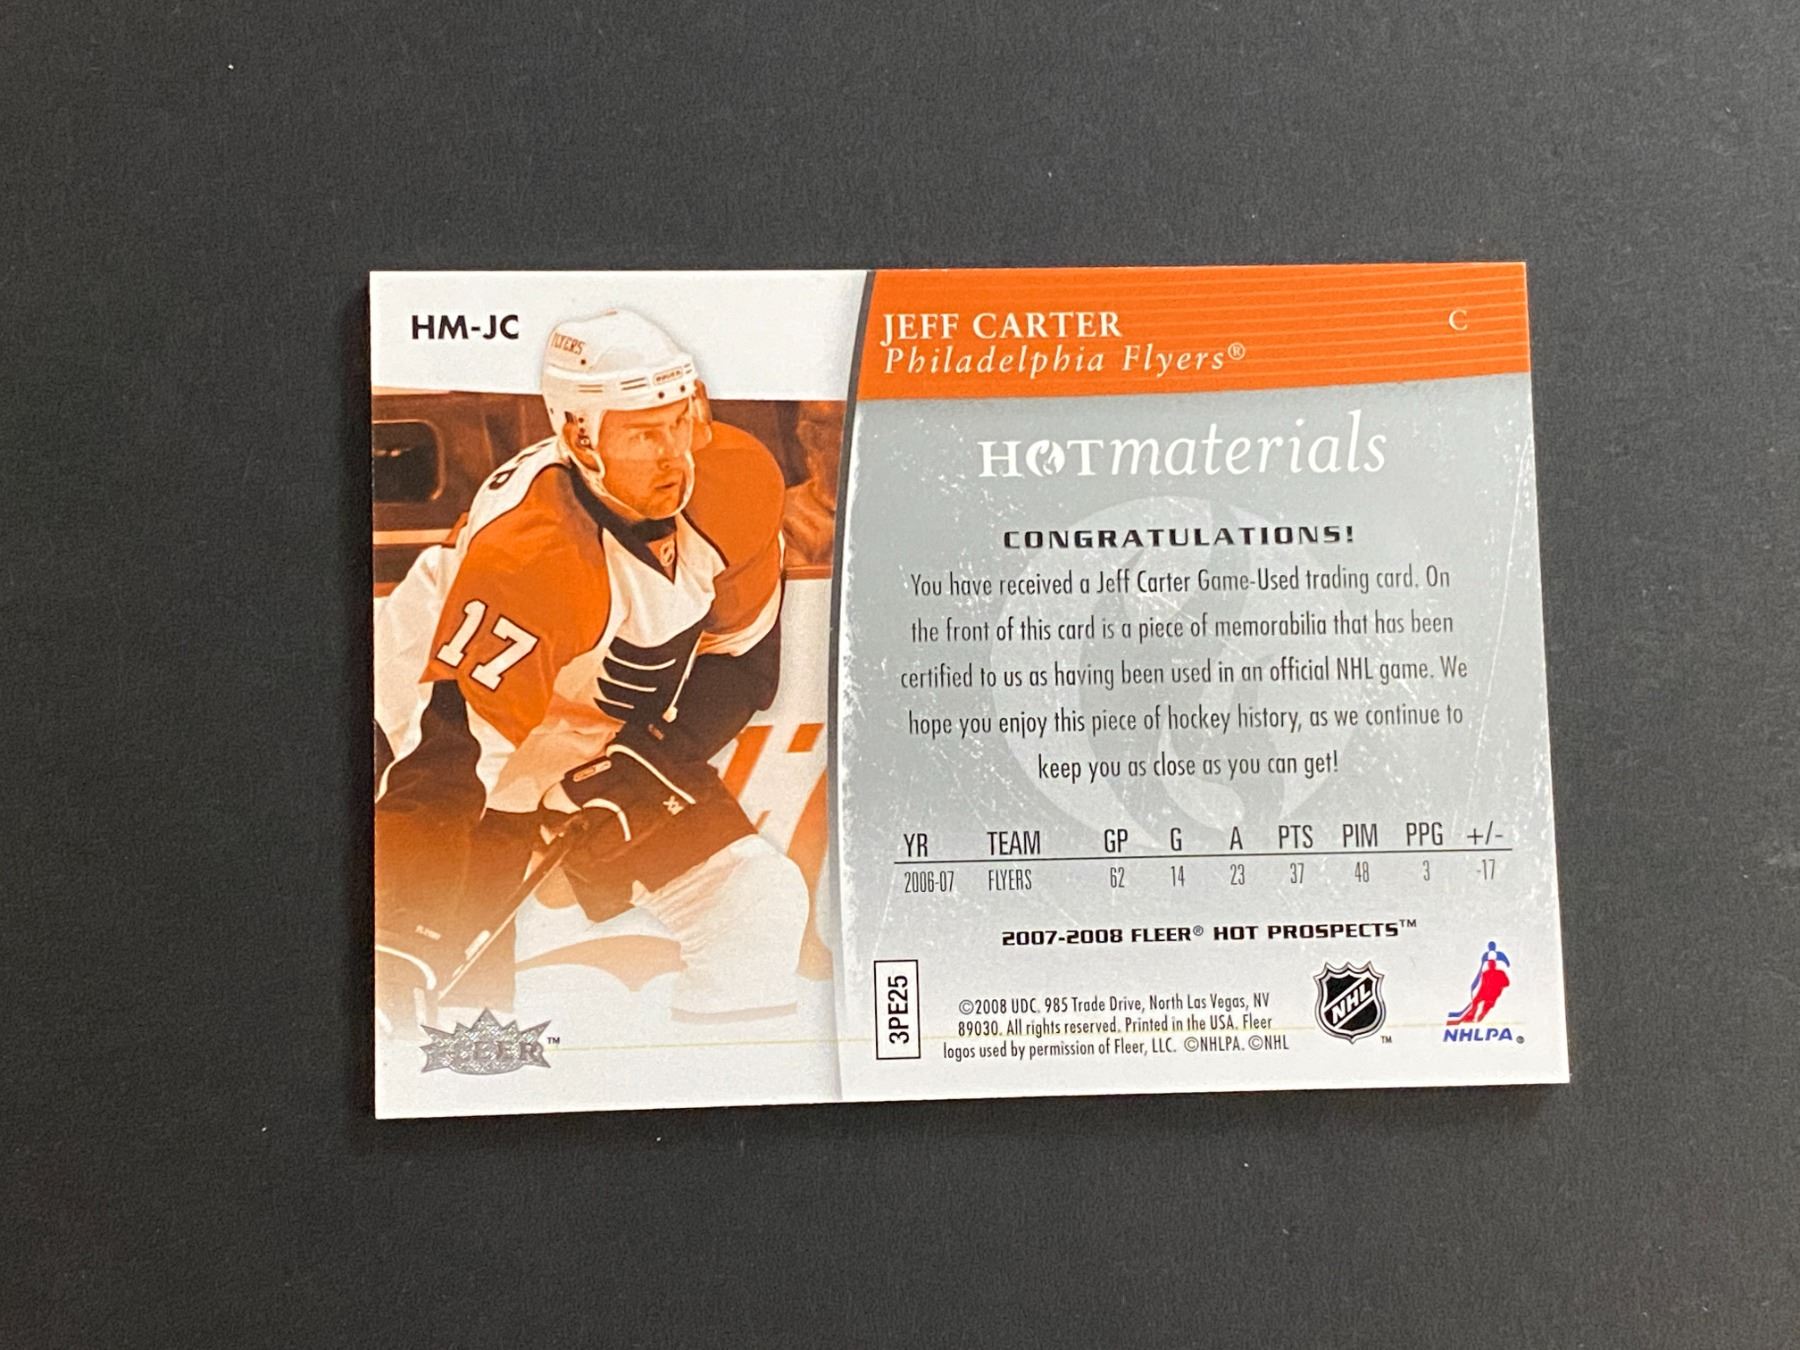 HM-JC
JEFF CARTER
C
Philadelphia Flyers®
HOTmaterials
CONGRATULATIONS!
You have received a Jeff Carter Game-Used trading card. On
the front of this card is a piece of memorabilia that has been
certified to us as having been used in an official NHL game. We
hope you enjoy this piece of hockey history, as we continue to
keep you as close as you can get!
YR TEAM GP G A PTS PIM PPG +/-
2006-07 FLYERS 62 14 23 37 48 3 -17
2007-2008 FLEER® HOT PROSPECTS™
3PE25
©2008 UDC. 985 Trade Drive, North Las Vegas, NV
89030. All rights reserved. Printed in the USA. Fleer
logos used by permission of Fleer, LLC. ©NHLPA. ©NHL
NHL™
NHLPA®
FLEER™
FLYERS
17